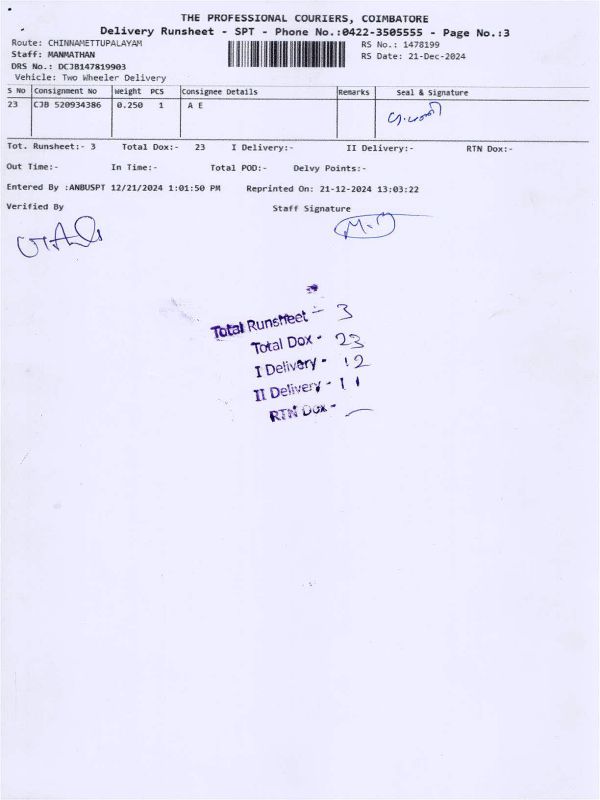 THE PROFESSIONAL COURIERS, COIMBATORE
Delivery Runsheet - SPT - Phone No.:0422-3505555 - Page No.:3
Route: CHINNAMETTUPALAYAM
RS No.: 1478199
Staff: MANMATHAN
RS Date: 21-Dec-2024
DRS No.: DCJB147819903
Vehicle: Two Wheeler Delivery
S No Consignment No Weight PCS Consignee Details Remarks Seal & Signature
23 CJB 520934386 0.250 1 A E
Tot. Runsheet:- 3 Total Dox:- 23 I Delivery:- II Delivery:- RTN Dox:-
Out Time:- In Time:- Total POD:- Delvy Points:-
Entered By :ANBUSPT 12/21/2024 1:01:50 PM Reprinted On: 21-12-2024 13:03:22
Verified By Staff Signature
Total Runsheet - 3
Total Dox - 23
I Delivery - 12
II Delivery - 11
RTN Dox - —